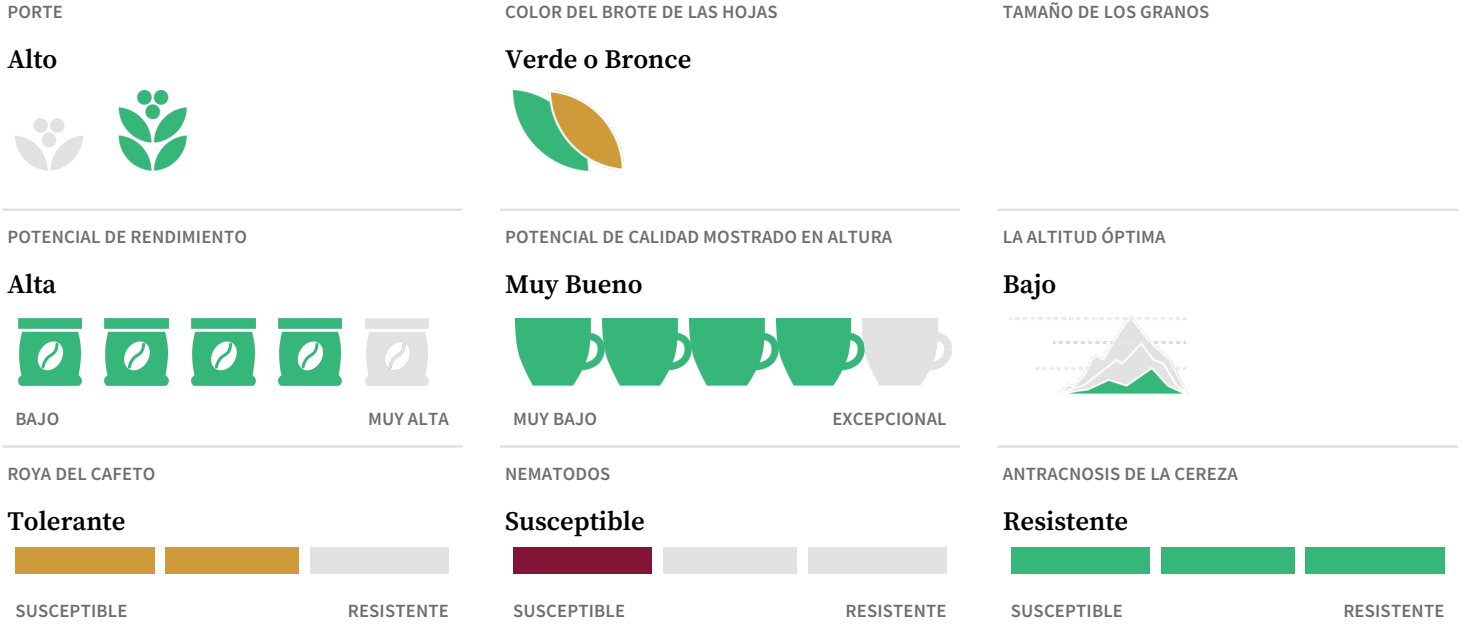 PORTE
Alto
COLOR DEL BROTE DE LAS HOJAS
Verde o Bronce
TAMAÑO DE LOS GRANOS
POTENCIAL DE RENDIMIENTO
Alta
BAJO
MUY ALTA
POTENCIAL DE CALIDAD MOSTRADO EN ALTURA
Muy Bueno
MUY BAJO
EXCEPCIONAL
LA ALTITUD ÓPTIMA
Bajo
ROYA DEL CAFETO
Tolerante
SUSCEPTIBLE
RESISTENTE
NEMATODOS
Susceptible
SUSCEPTIBLE
RESISTENTE
ANTRACNOSIS DE LA CEREZA
Resistente
SUSCEPTIBLE
RESISTENTE